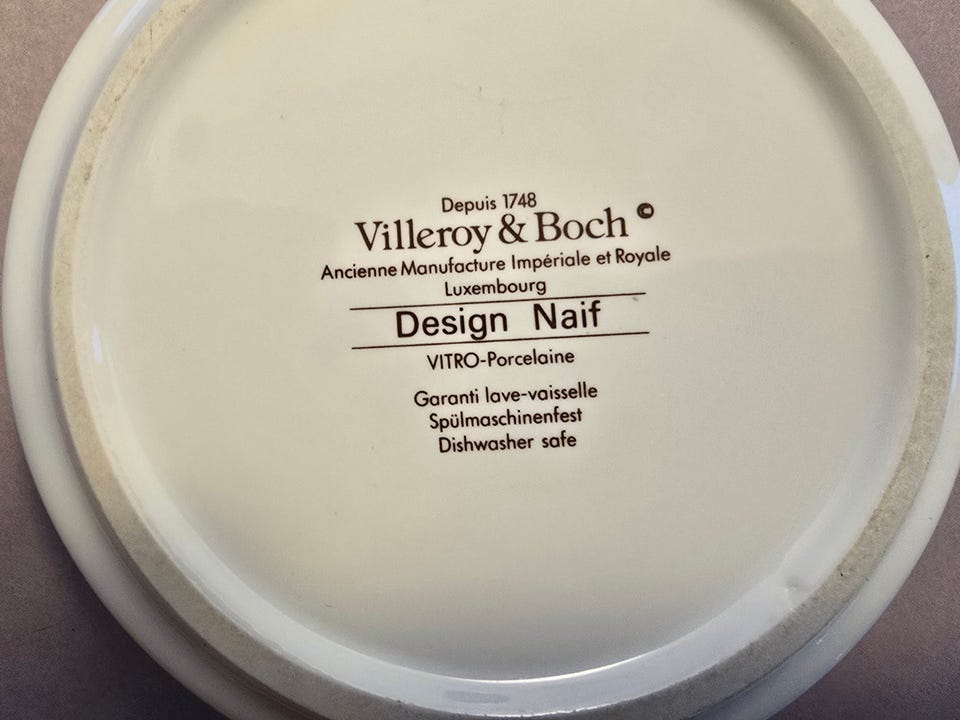 Depuis 1748
Villeroy & Boch ©
Ancienne Manufacture Impériale et Royale
Luxembourg
Design Naif
VITRO-Porcelaine
Garanti lave-vaisselle
Spülmaschinenfest
Dishwasher safe